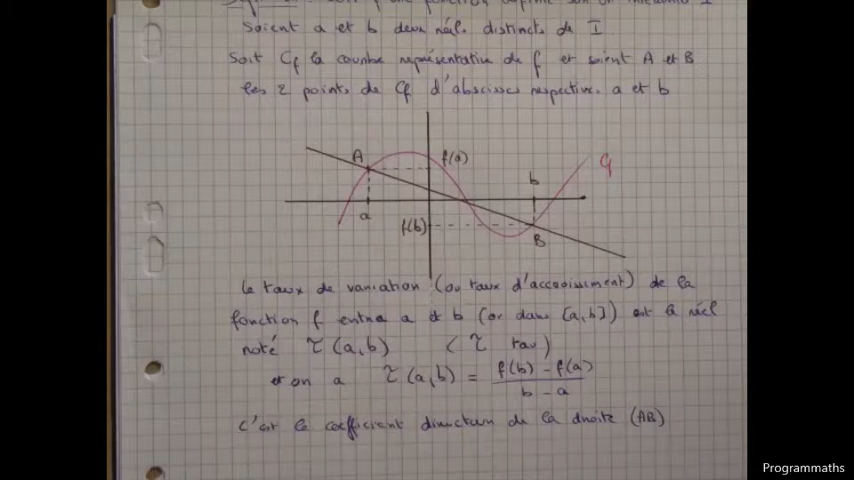 soient a et b deux réels distincts de I
Soit Cf la courbe représentative de f et soient A et B
les 2 points de Cf d'abscisses respectives a et b
A
f(a)
b
Cf
a
f(b)
B
Le taux de variation (ou taux d'accroissement) de la
fonction f entre a et b (ou dans [a,b]) est le réel
noté τ(a,b) (τ tau)
et on a τ(a,b) = f(b) - f(a) / b - a
C'est le coefficient directeur de la droite (AB)
Programmaths